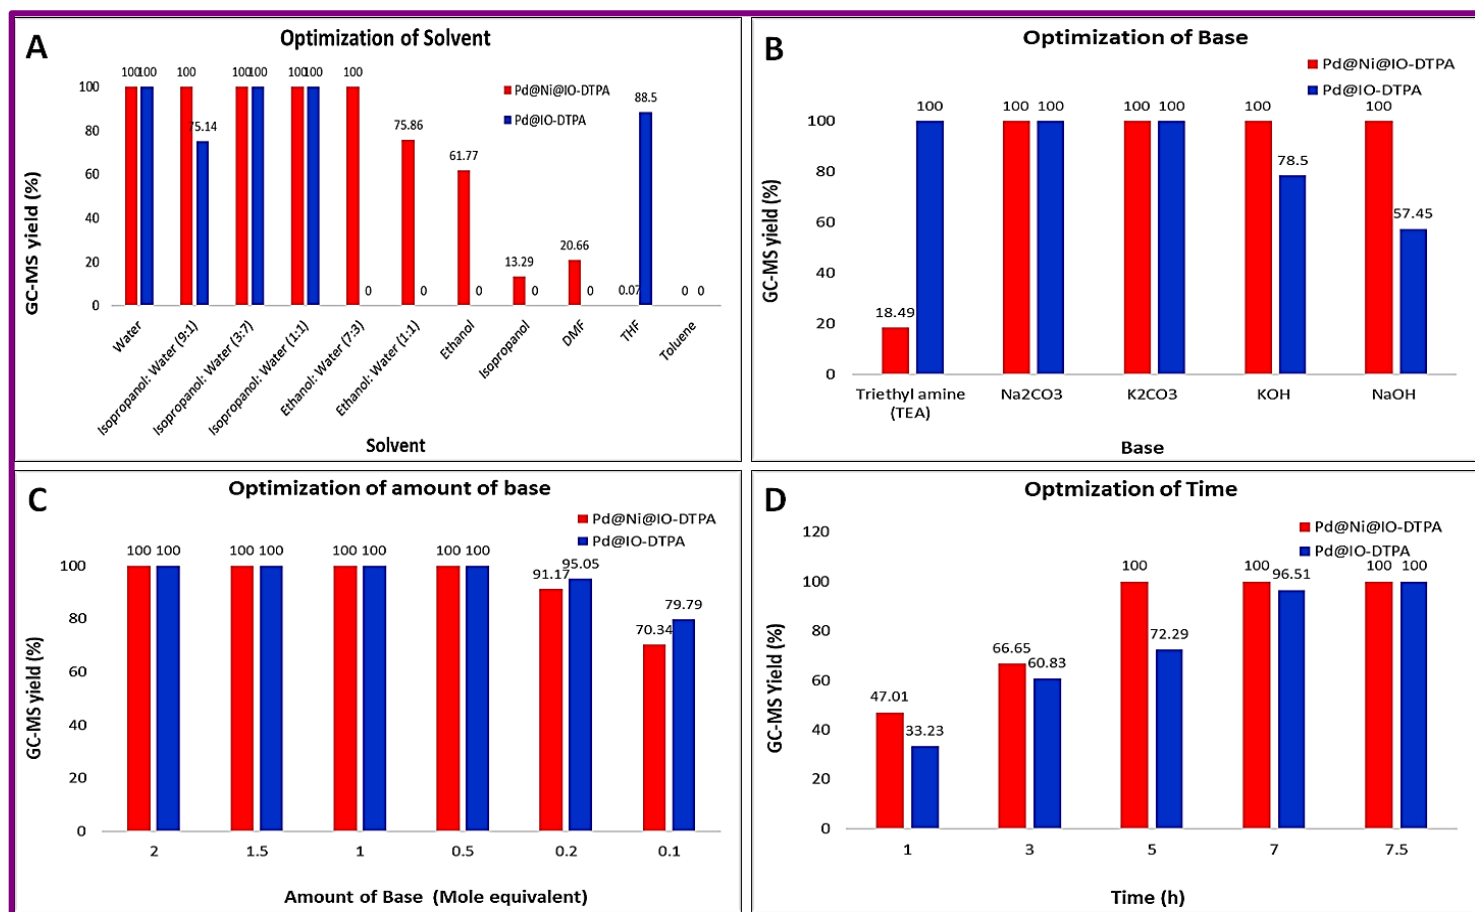 A
Optimization of Solvent
Pd@Ni@IO-DTPA
Pd@IO-DTPA
GC-MS yield (%)
100
80
60
40
20
0
100 100
100
75.14
100 100
100 100
100
0
75.86
0
61.77
0
13.29
0
20.66
0
0.07
88.5
0 0
Water
Isopropanol: Water (9:1)
Isopropanol: Water (3:7)
Isopropanol: Water (1:1)
Ethanol: Water (7:3)
Ethanol: Water (1:1)
Ethanol
Isopropanol
DMF
THF
Toluene
Solvent
B
Optimization of Base
Pd@Ni@IO-DTPA
Pd@IO-DTPA
GC-MS yield (%)
100
80
60
40
20
0
18.49
100
100 100
100 100
100
78.5
100
57.45
Triethyl amine
(TEA)
Na2CO3
K2CO3
KOH
NaOH
Base
C
Optimization of amount of base
Pd@Ni@IO-DTPA
Pd@IO-DTPA
GC-MS yield (%)
100
80
60
40
20
0
100 100
100 100
100 100
100 100
91.17
95.05
70.34
79.79
2
1.5
1
0.5
0.2
0.1
Amount of Base (Mole equivalent)
D
Optmization of Time
Pd@Ni@IO-DTPA
Pd@IO-DTPA
GC-MS Yield (%)
120
100
80
60
40
20
0
47.01
33.23
66.65
60.83
100
72.29
100
96.51
100 100
1
3
5
7
7.5
Time (h)